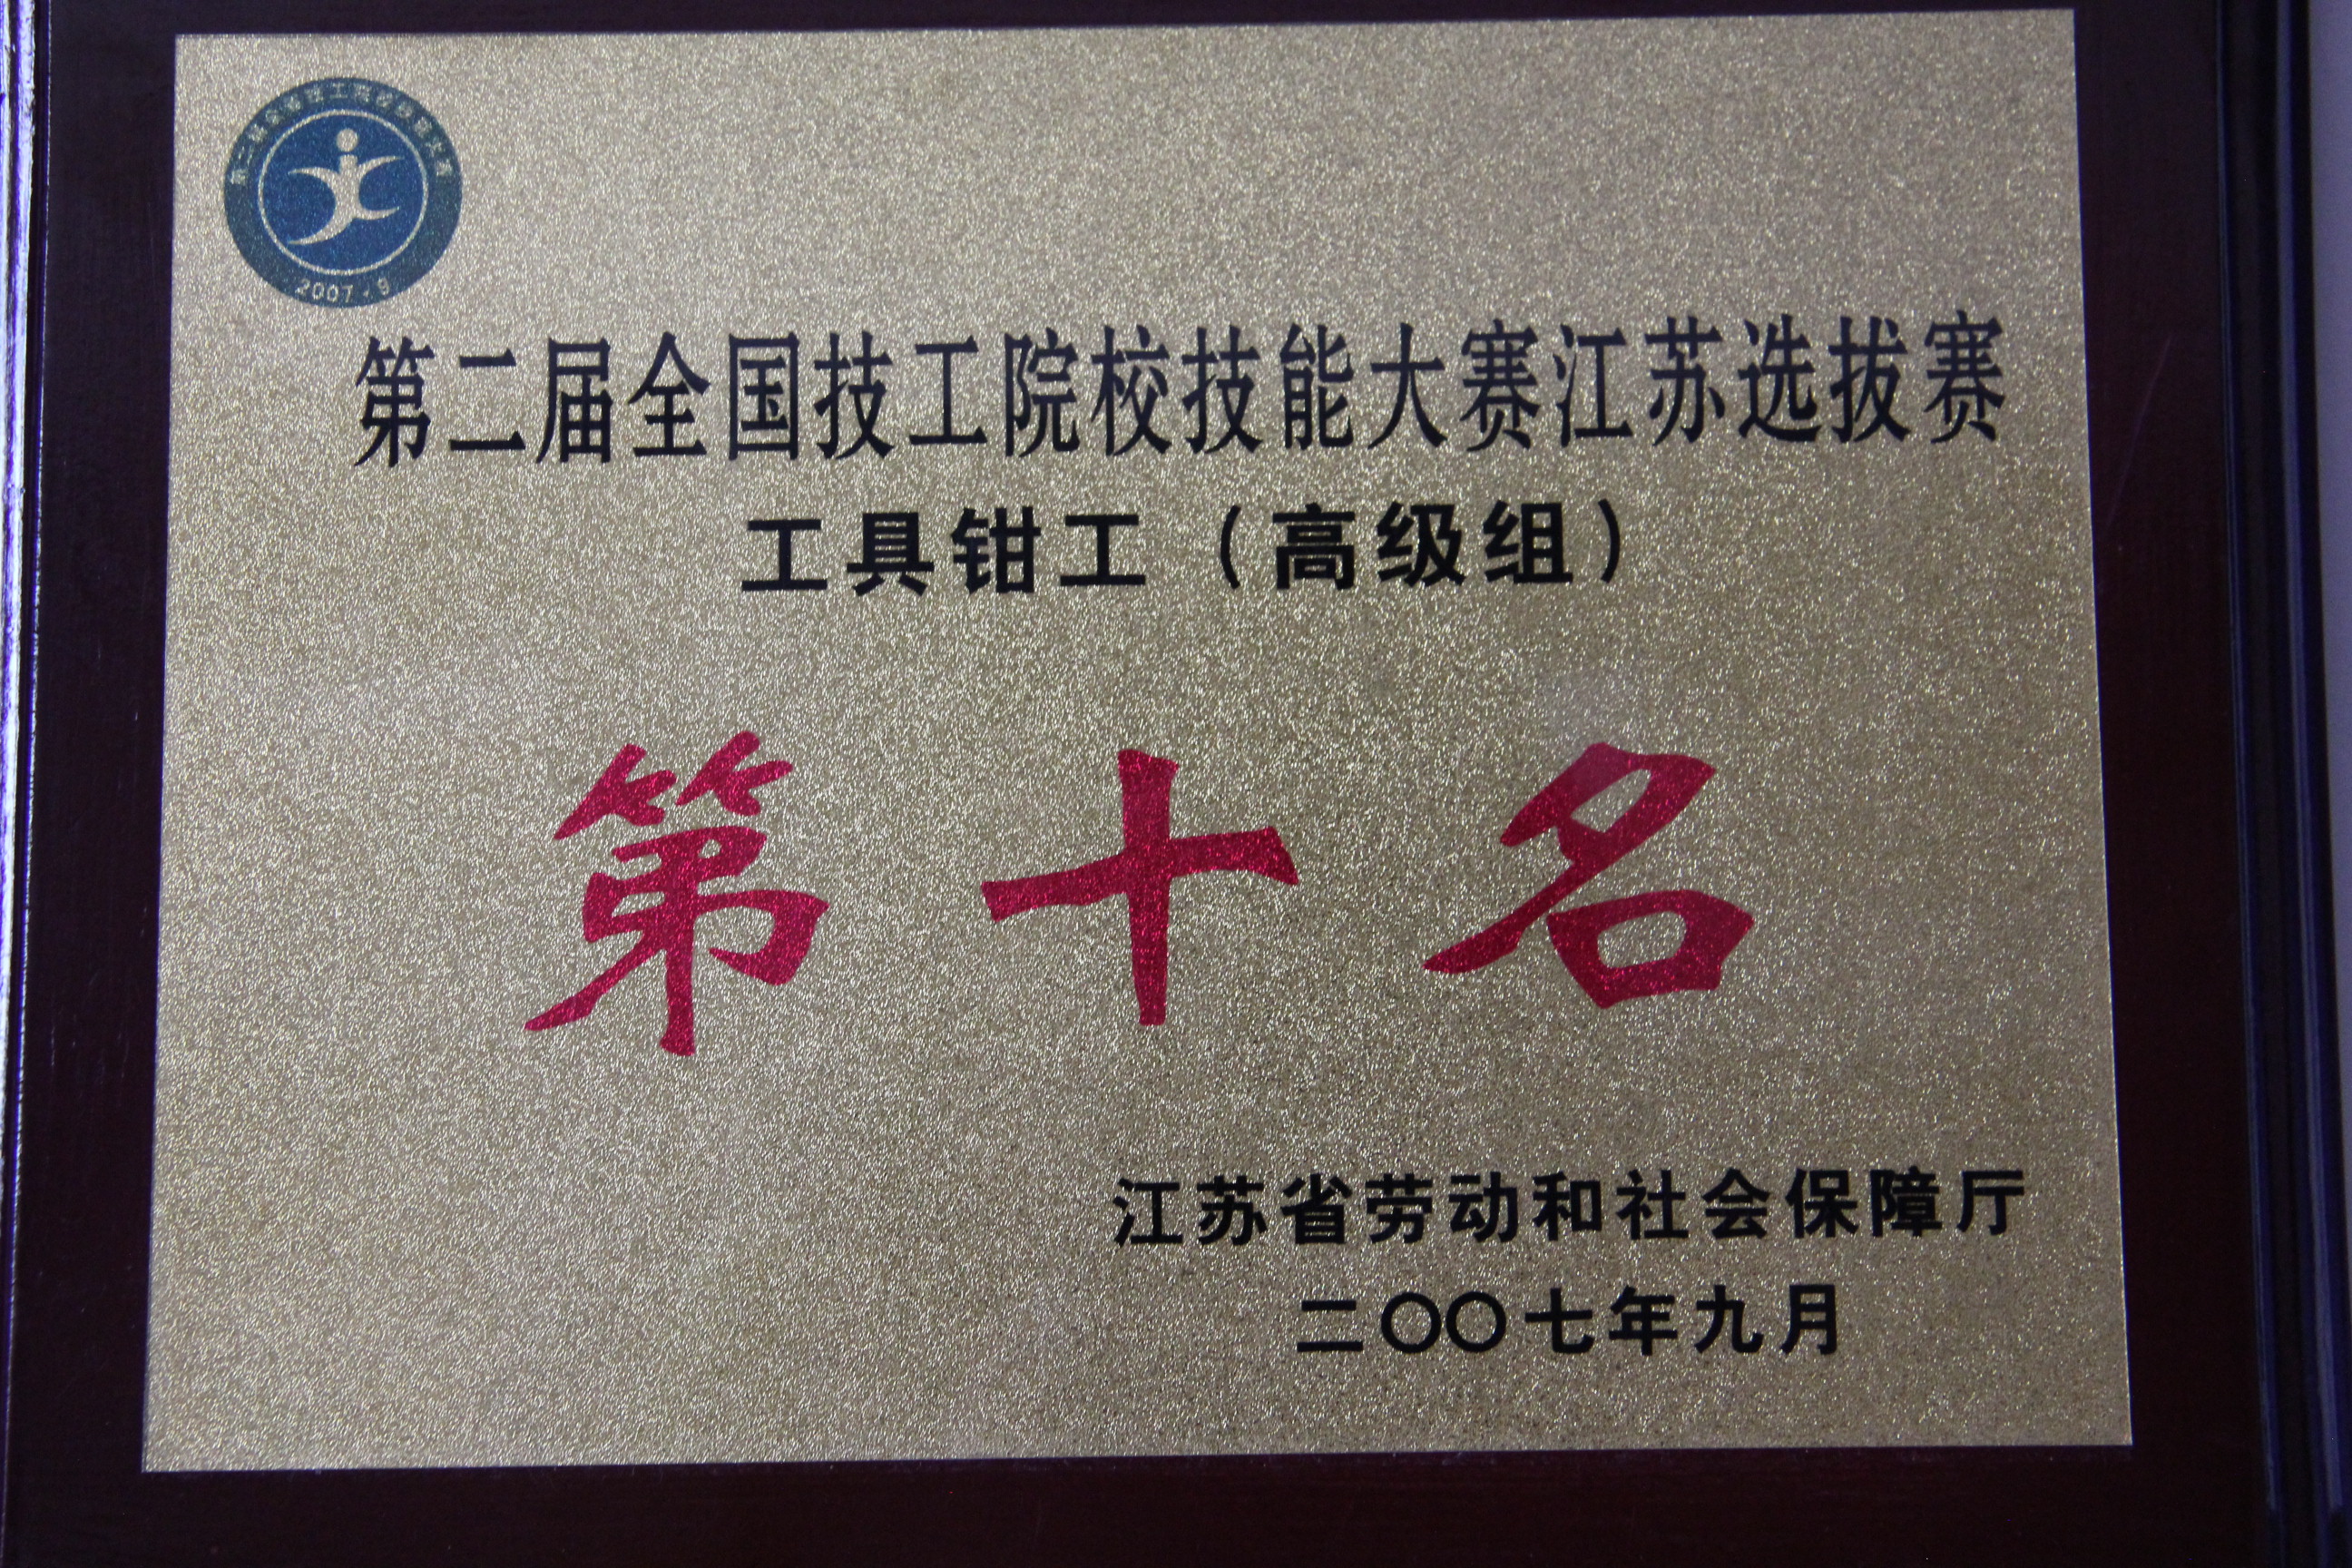 2007.9
第二届全国技工院校技能大赛江苏选拔赛
工具钳工（高级组）
第十名
江苏省劳动和社会保障厅
二〇〇七年九月